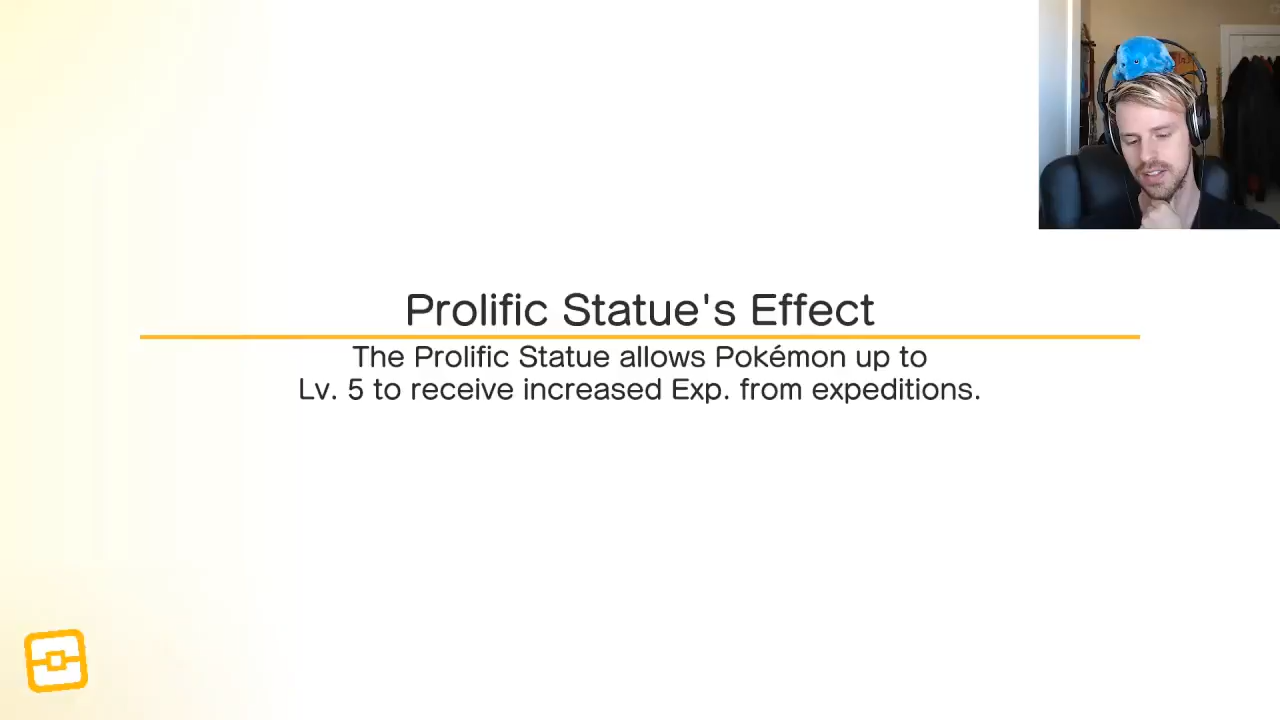 Prolific Statue's Effect
The Prolific Statue allows Pokémon up to
Lv. 5 to receive increased Exp. from expeditions.